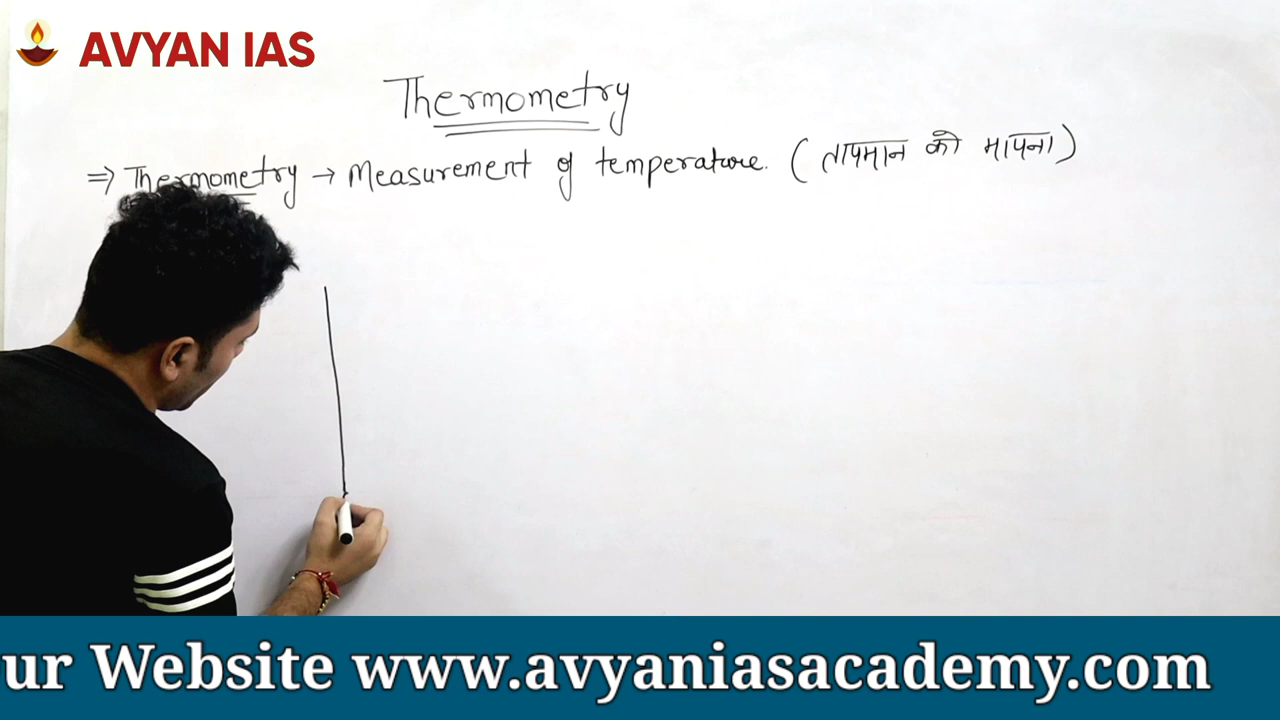 AVYAN IAS
Thermometry
⇒ Thermometry → Measurement of temperature. (तापमान को मापना)
ur Website www.avyaniasacademy.com